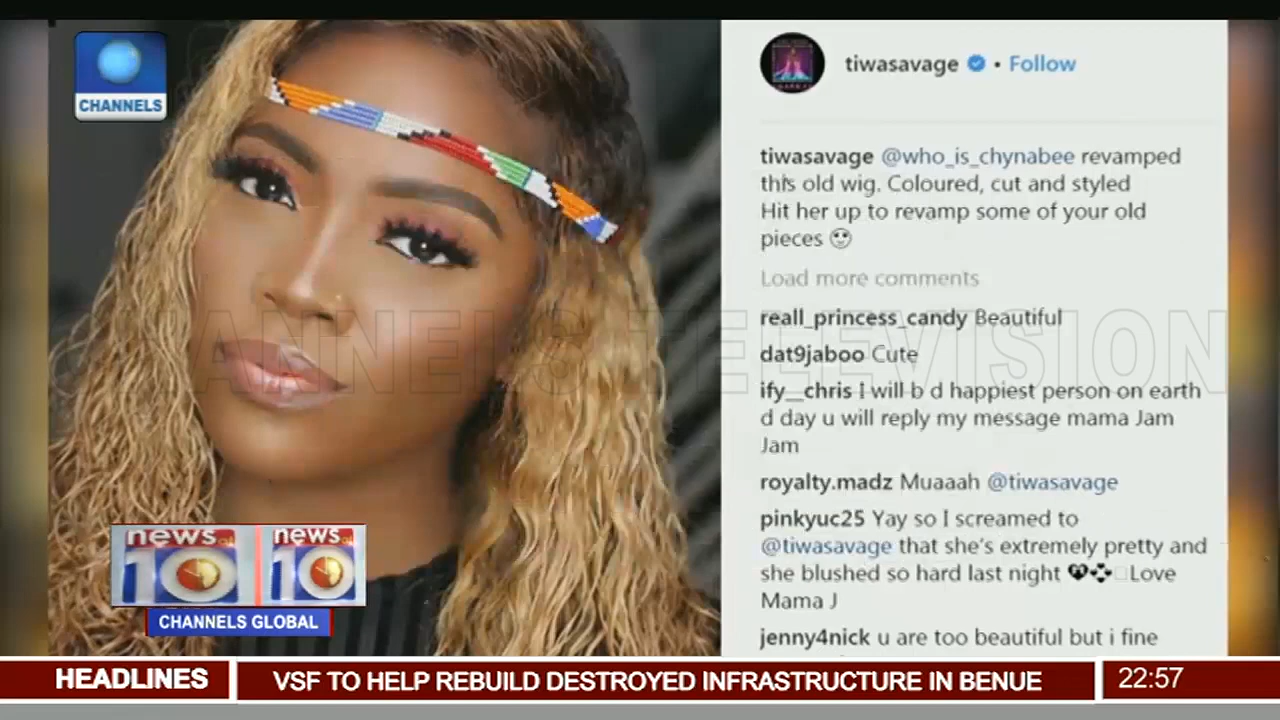 CHANNELS
tiwasavage • Follow
tiwasavage @who_is_chynabee revamped
this old wig. Coloured, cut and styled
Hit her up to revamp some of your old
pieces
Load more comments
reall_princess_candy Beautiful
dat9jaboo Cute
ify__chris I will b d happiest person on earth
d day u will reply my message mama Jam
Jam
royalty.madz Muaaah @tiwasavage
pinkyuc25 Yay so I screamed to
@tiwasavage that she's extremely pretty and
she blushed so hard last night Love
Mama J
jenny4nick u are too beautiful but i fine
CHANNELS TELEVISION
news at 10 news at 10
CHANNELS GLOBAL
HEADLINES VSF TO HELP REBUILD DESTROYED INFRASTRUCTURE IN BENUE 22:57